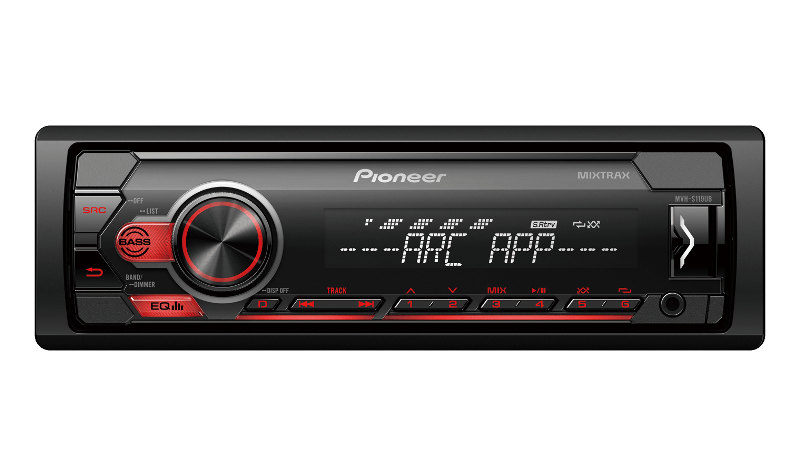 Pioneer
MIXTRAX
MVH-S119UB
OFF
SRC
LIST
BASS
BAND/
DIMMER
EQ
ARC APP
DISP OFF
TRACK
MIX
D
1 / 2
3 / 4
5 / 6